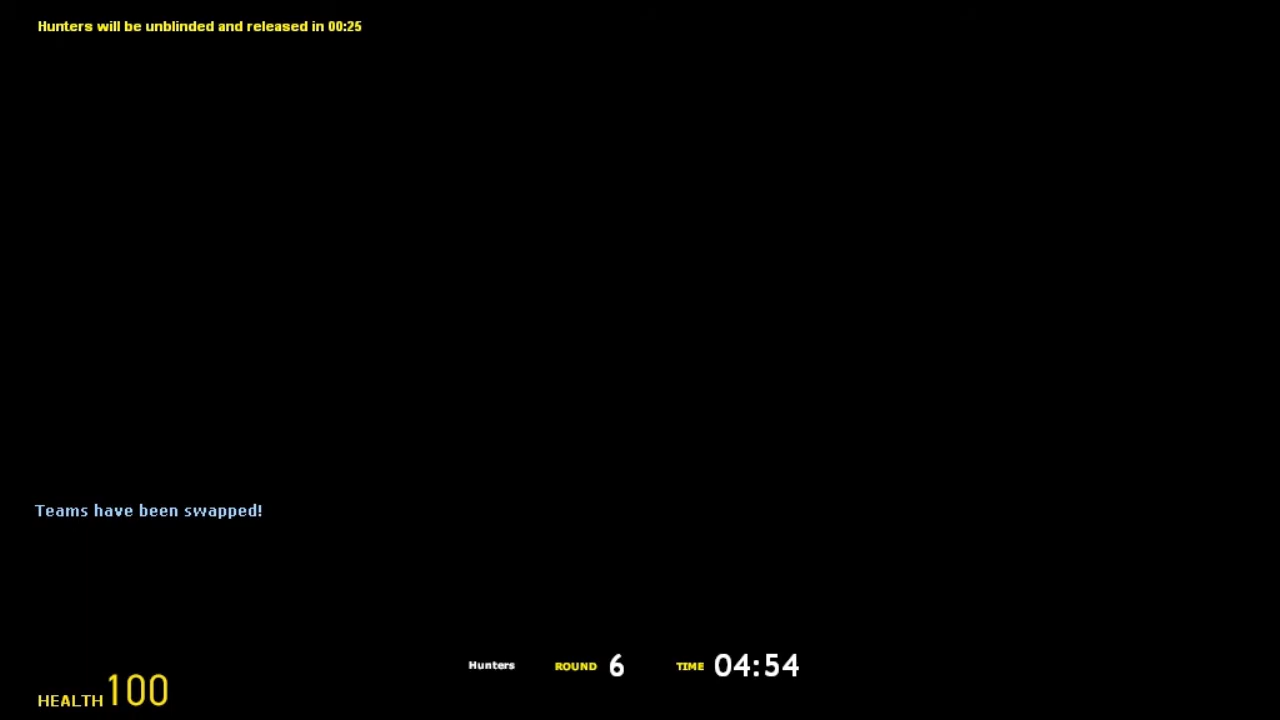 Hunters will be unblinded and released in 00:25
Teams have been swapped!
Hunters ROUND 6 TIME 04:54
HEALTH 100